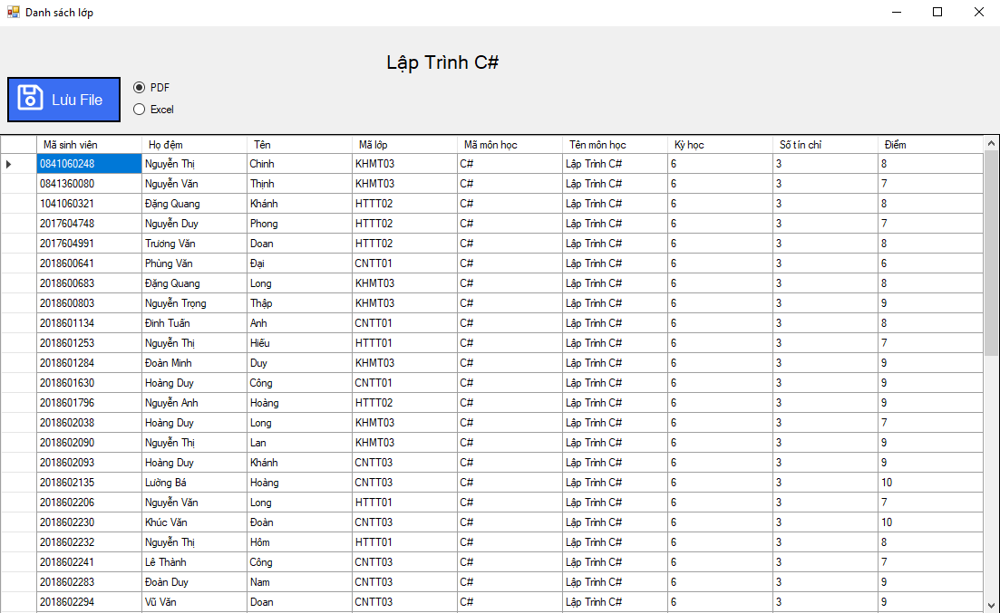 Danh sách lớp
Lập Trình C#
Lưu File
PDF
Excel
Mã sinh viên Họ đệm Tên Mã lớp Mã môn học Tên môn học Kỳ học Số tín chỉ Điểm
0841060248 Nguyễn Thị Chinh KHMT03 C# Lập Trình C# 6 3 8
0841360080 Nguyễn Văn Thịnh KHMT03 C# Lập Trình C# 6 3 7
1041060321 Đặng Quang Khánh HTTT02 C# Lập Trình C# 6 3 8
2017604748 Nguyễn Duy Phong HTTT02 C# Lập Trình C# 6 3 7
2017604991 Trương Văn Doan HTTT02 C# Lập Trình C# 6 3 8
2018600641 Phùng Văn Đại CNTT01 C# Lập Trình C# 6 3 6
2018600683 Đặng Quang Long KHMT03 C# Lập Trình C# 6 3 8
2018600803 Nguyễn Trọng Thập KHMT03 C# Lập Trình C# 6 3 9
2018601134 Đinh Tuấn Anh CNTT01 C# Lập Trình C# 6 3 8
2018601253 Nguyễn Thị Hiếu HTTT01 C# Lập Trình C# 6 3 7
2018601284 Đoàn Minh Duy KHMT03 C# Lập Trình C# 6 3 9
2018601630 Hoàng Duy Công CNTT01 C# Lập Trình C# 6 3 9
2018601796 Nguyễn Anh Hoàng HTTT02 C# Lập Trình C# 6 3 9
2018602038 Hoàng Duy Long KHMT03 C# Lập Trình C# 6 3 7
2018602090 Nguyễn Thị Lan KHMT03 C# Lập Trình C# 6 3 9
2018602093 Hoàng Duy Khánh CNTT03 C# Lập Trình C# 6 3 9
2018602135 Lưỡng Bá Hoàng CNTT03 C# Lập Trình C# 6 3 10
2018602206 Nguyễn Văn Long HTTT01 C# Lập Trình C# 6 3 7
2018602230 Khúc Văn Đoàn CNTT03 C# Lập Trình C# 6 3 10
2018602232 Nguyễn Thị Hôm HTTT01 C# Lập Trình C# 6 3 8
2018602241 Lê Thành Công CNTT03 C# Lập Trình C# 6 3 7
2018602283 Đoàn Duy Nam CNTT03 C# Lập Trình C# 6 3 9
2018602294 Vũ Văn Doan CNTT03 C# Lập Trình C# 6 3 9